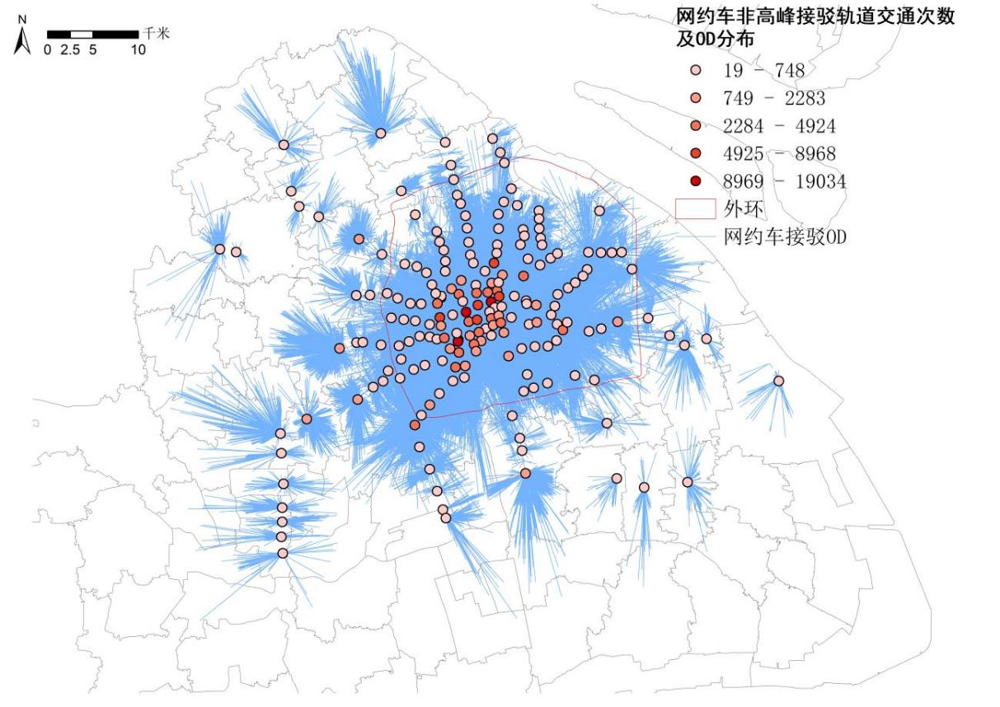 N
千米
0 2.5 5 10
网约车非高峰接驳轨道交通次数
及OD分布
19 - 748
749 - 2283
2284 - 4924
4925 - 8968
8969 - 19034
外环
网约车接驳OD